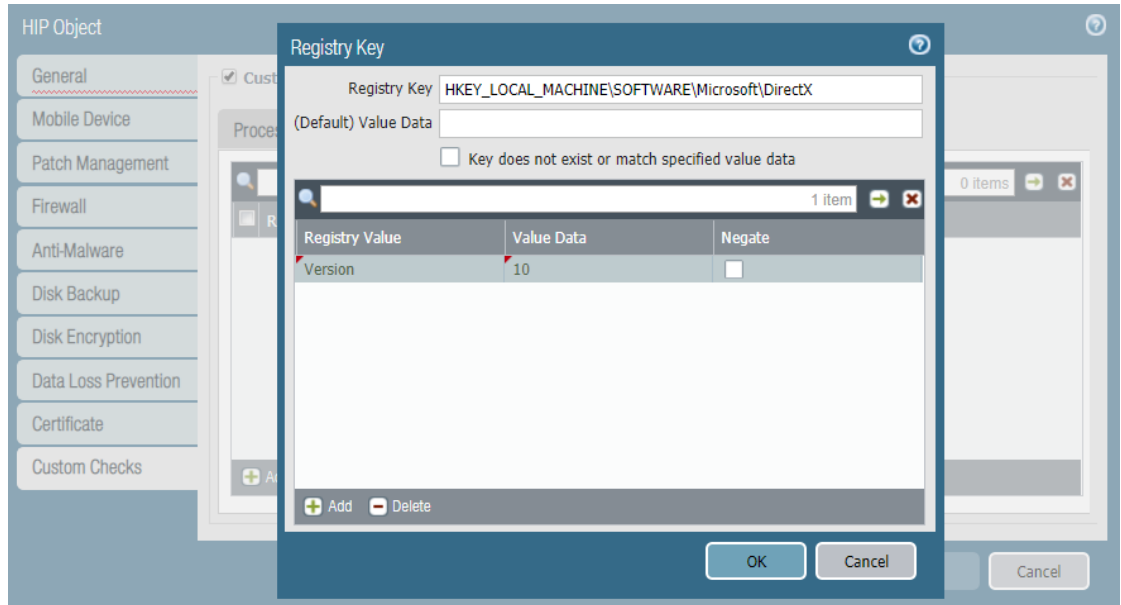 HIP Object
General
Mobile Device
Patch Management
Firewall
Anti-Malware
Disk Backup
Disk Encryption
Data Loss Prevention
Certificate
Custom Checks
0 items
Cancel
Registry Key
Registry Key HKEY_LOCAL_MACHINE\SOFTWARE\Microsoft\DirectX
(Default) Value Data
Key does not exist or match specified value data
1 item
Registry Value Value Data Negate
Version 10
Add Delete
OK Cancel